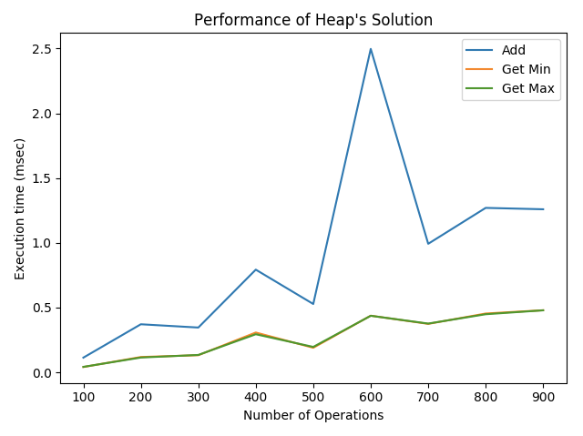 Performance of Heap's Solution
Add
Get Min
Get Max
Execution time (msec)
2.5
2.0
1.5
1.0
0.5
0.0
100 200 300 400 500 600 700 800 900
Number of Operations